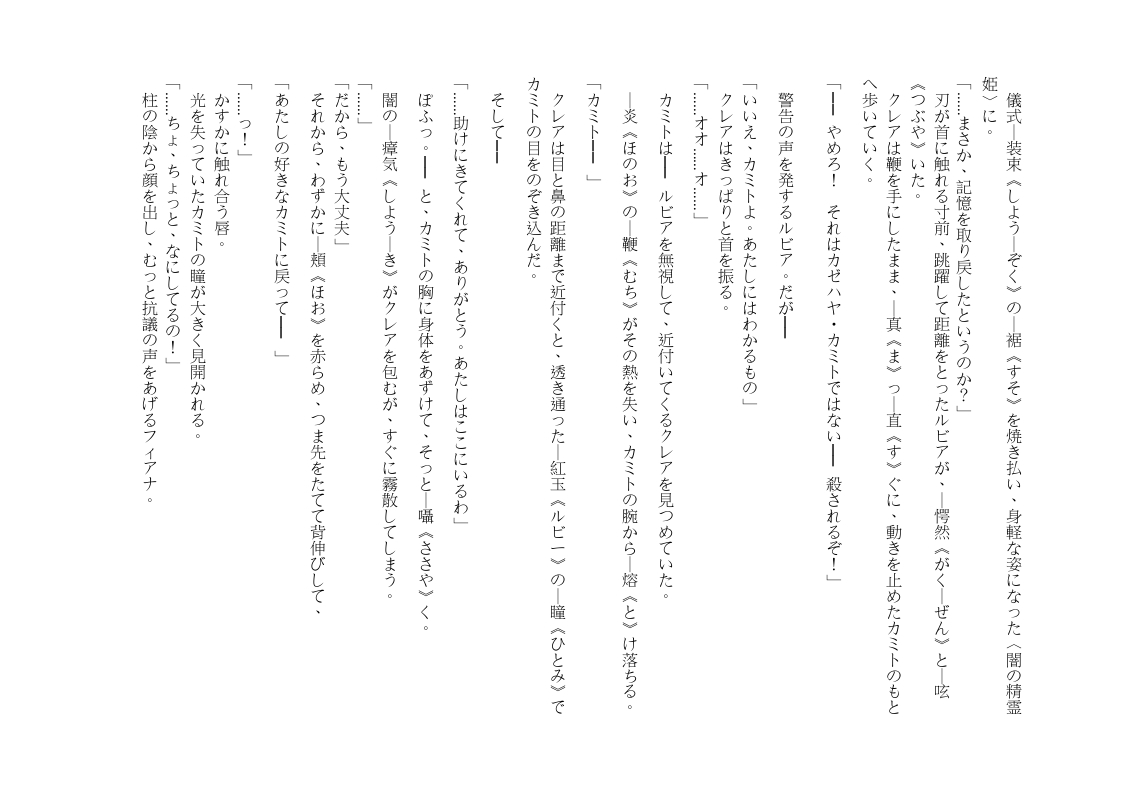 儀式｜装束《しよう｜ぞく》の｜裾《すそ》を焼き払い、身軽な姿になった〈闇の精霊
姫〉に。
「……まさか、記憶を取り戻したというのか？」
　刃が首に触れる寸前、跳躍して距離をとったルビアが、｜愕然《がく｜ぜん》と｜呟
《つぶや》いた。
　クレアは鞭を手にしたまま、｜真《ま》っ｜直《す》ぐに、動きを止めたカミトのもと
へ歩いていく。
「━━　やめろ！　それはカゼハヤ・カミトではない━━　殺されるぞ！」
　警告の声を発するルビア。だが━━
「いいえ、カミトよ。あたしにはわかるもの」
　クレアはきっぱりと首を振る。
「……オオ……オ……」
　カミトは━━　ルビアを無視して、近付いてくるクレアを見つめていた。
　｜炎《ほのお》の｜鞭《むち》がその熱を失い、カミトの腕から｜熔《と》け落ちる。
「カミト━━　」
　クレアは目と鼻の距離まで近付くと、透き通った｜紅玉《ルビー》の｜瞳《ひとみ》で
カミトの目をのぞき込んだ。
　そして━━
「……助けにきてくれて、ありがとう。あたしはここにいるわ」
　ぽふっ。━━　と、カミトの胸に身体をあずけて、そっと｜囁《ささや》く。
　闇の｜瘴気《しよう｜き》がクレアを包むが、すぐに霧散してしまう。
「……」
「だから、もう大丈夫」
　それから、わずかに｜頬《ほお》を赤らめ、つま先をたてて背伸びして、
「あたしの好きなカミトに戻って━━　」
「……っ！」
　かすかに触れ合う唇。
　光を失っていたカミトの瞳が大きく見開かれる。
「……ちょ、ちょっと、なにしてるの！」
　柱の陰から顔を出し、むっと抗議の声をあげるフィアナ。